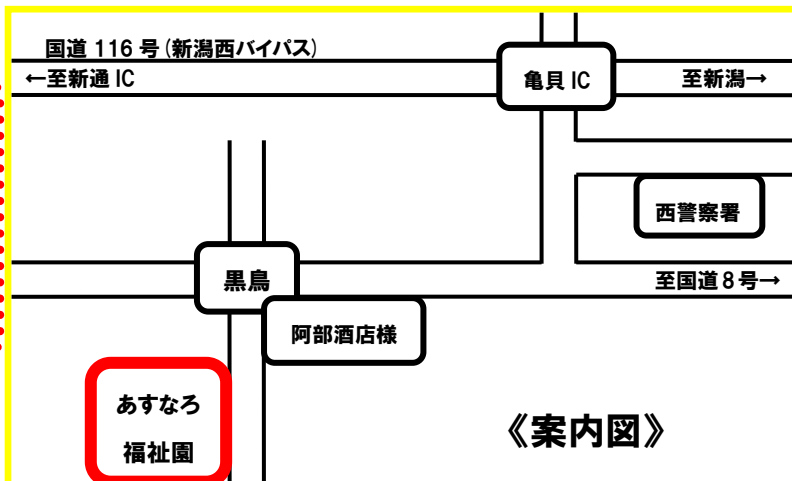 国道 116 号(新潟西バイパス)
←至新通 IC
亀貝 IC
至新潟→
西警察署
黒鳥
至国道8号→
阿部酒店様
あすなろ
福祉園
《案内図》